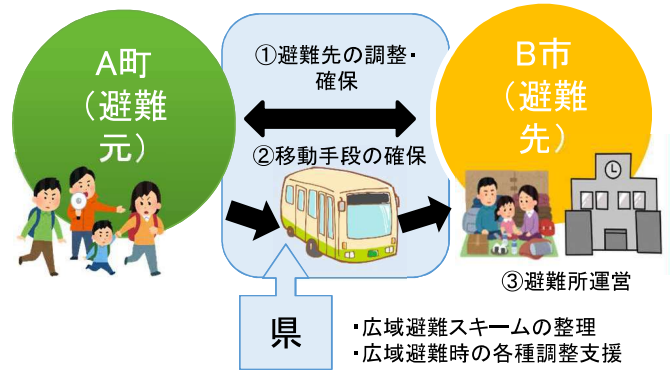 A町
（避難
元）
①避難先の調整・
確保
B市
（避難
先）
②移動手段の確保
③避難所運営
県
・広域避難スキームの整理
・広域避難時の各種調整支援